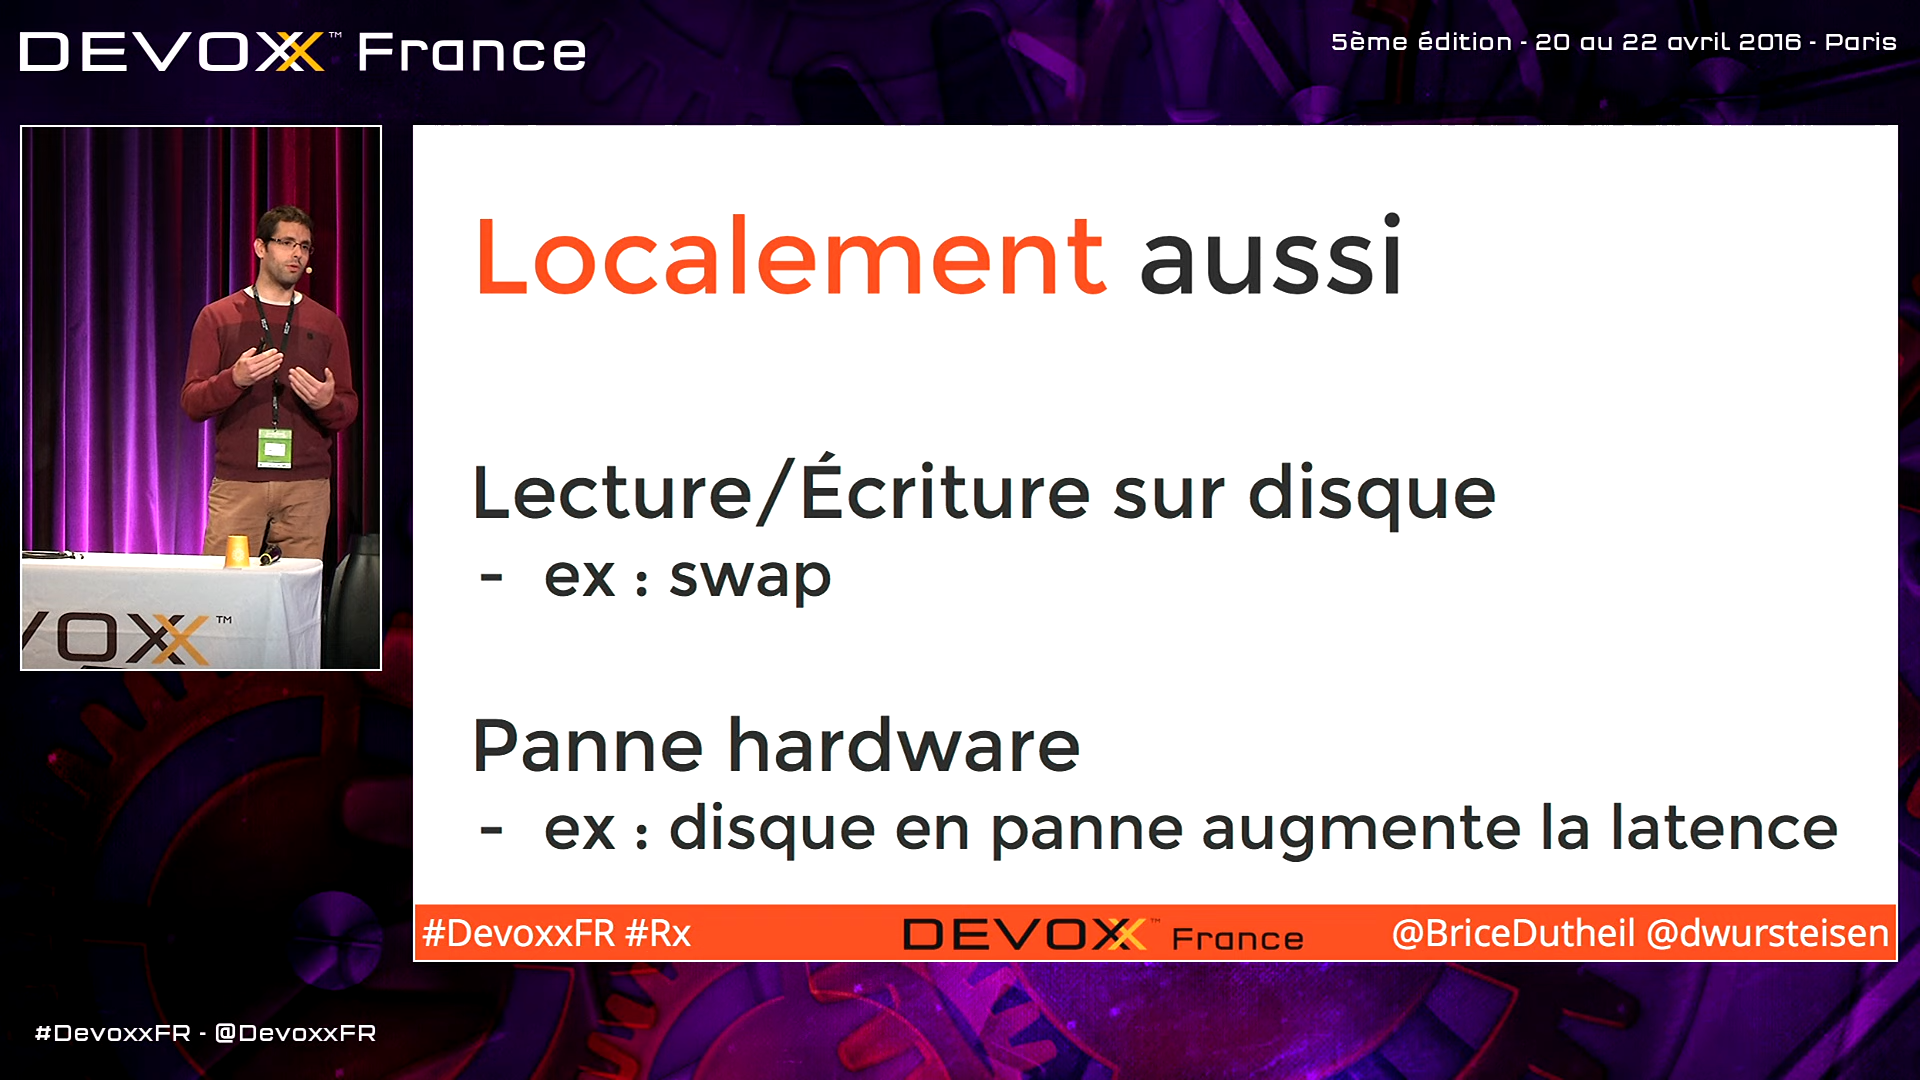 DEVOXX™ France
5ème édition - 20 au 22 avril 2016 - Paris
Localement aussi
Lecture/Écriture sur disque
- ex : swap
Panne hardware
- ex : disque en panne augmente la latence
#DevoxxFR #Rx
DEVOXX™ France
@BriceDutheil @dwursteisen
VOXX™
#DevoxxFR - @DevoxxFR